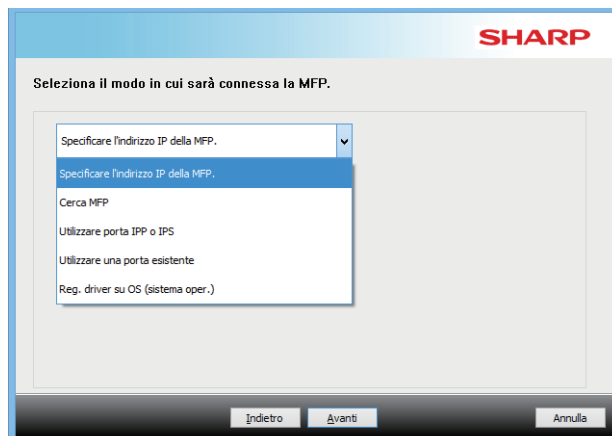 SHARP
Seleziona il modo in cui sarà connessa la MFP.
Specificare l'indirizzo IP della MFP.
Specificare l'indirizzo IP della MFP.
Cerca MFP
Utilizzare porta IPP o IPS
Utilizzare una porta esistente
Reg. driver su OS (sistema oper.)
Indietro Avanti Annulla